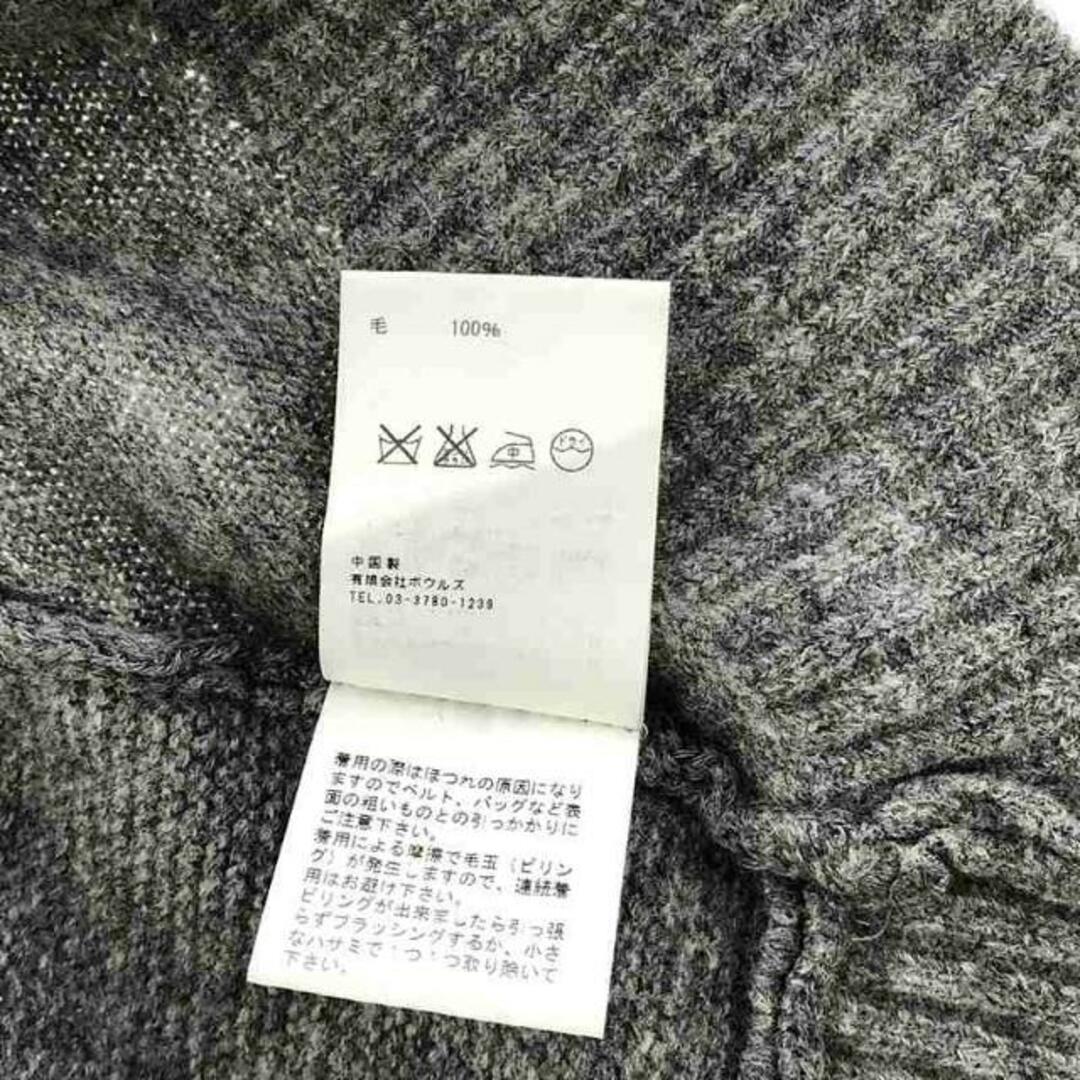 毛 100%
中
ドライ
中国製
有限会社ボウルズ
TEL.03-3780-1239
着用の際はほつれの原因になり
ますのでベルト、バッグなど表
面の粗いものとの引っかかりに
ご注意下さい。
着用による摩擦で毛玉（ピリン
グ）が発生しますので、連続着
用はお避け下さい。
ピリングが出来ましたら引っ張
らずブラッシングするか、小さ
なハサミで1つ1つ取り除いて
下さい。